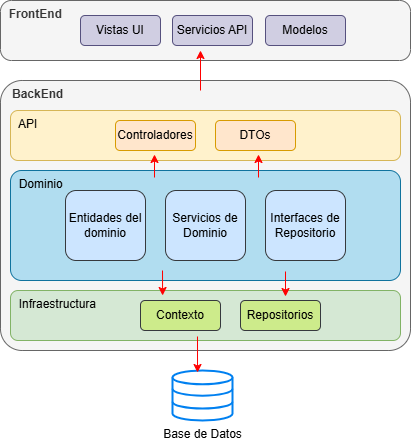 FrontEnd
Vistas UI
Servicios API
Modelos
BackEnd
API
Controladores
DTOs
Dominio
Entidades del
dominio
Servicios de
Dominio
Interfaces de
Repositorio
Infraestructura
Contexto
Repositorios
Base de Datos